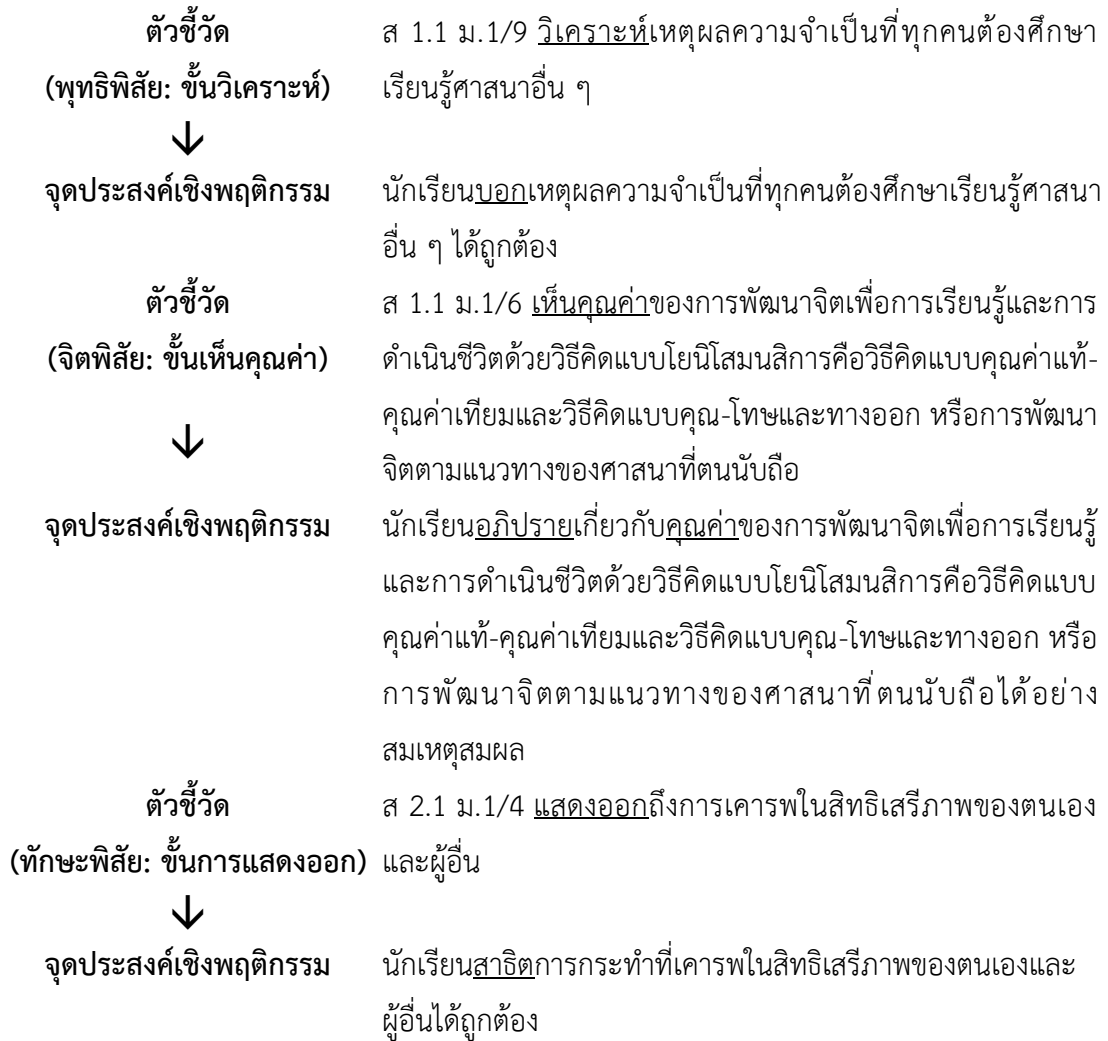 ตัวชี้วัด ส 1.1 ม.1/9 วิเคราะห์เหตุผลความจำเป็นที่ทุกคนต้องศึกษา
(พุทธิพิสัย: ขั้นวิเคราะห์) เรียนรู้ศาสนาอื่น ๆ
↓
จุดประสงค์เชิงพฤติกรรม นักเรียนบอกเหตุผลความจำเป็นที่ทุกคนต้องศึกษาเรียนรู้ศาสนา
อื่น ๆ ได้ถูกต้อง
ตัวชี้วัด ส 1.1 ม.1/6 เห็นคุณค่าของการพัฒนาจิตเพื่อการเรียนรู้และการ
(จิตพิสัย: ขั้นเห็นคุณค่า) ดำเนินชีวิตด้วยวิธีคิดแบบโยนิโสมนสิการคือวิธีคิดแบบคุณค่าแท้-
คุณค่าเทียมและวิธีคิดแบบคุณ-โทษและทางออก หรือการพัฒนา
↓
จิตตามแนวทางของศาสนาที่ตนนับถือ
จุดประสงค์เชิงพฤติกรรม นักเรียนอภิปรายเกี่ยวกับคุณค่าของการพัฒนาจิตเพื่อการเรียนรู้
และการดำเนินชีวิตด้วยวิธีคิดแบบโยนิโสมนสิการคือวิธีคิดแบบ
คุณค่าแท้-คุณค่าเทียมและวิธีคิดแบบคุณ-โทษและทางออก หรือ
การพัฒนาจิตตามแนวทางของศาสนาที่ตนนับถือได้อย่าง
สมเหตุสมผล
ตัวชี้วัด ส 2.1 ม.1/4 แสดงออกถึงการเคารพในสิทธิเสรีภาพของตนเอง
(ทักษะพิสัย: ขั้นการแสดงออก) และผู้อื่น
↓
จุดประสงค์เชิงพฤติกรรม นักเรียนสาธิตการกระทำที่เคารพในสิทธิเสรีภาพของตนเองและ
ผู้อื่นได้ถูกต้อง